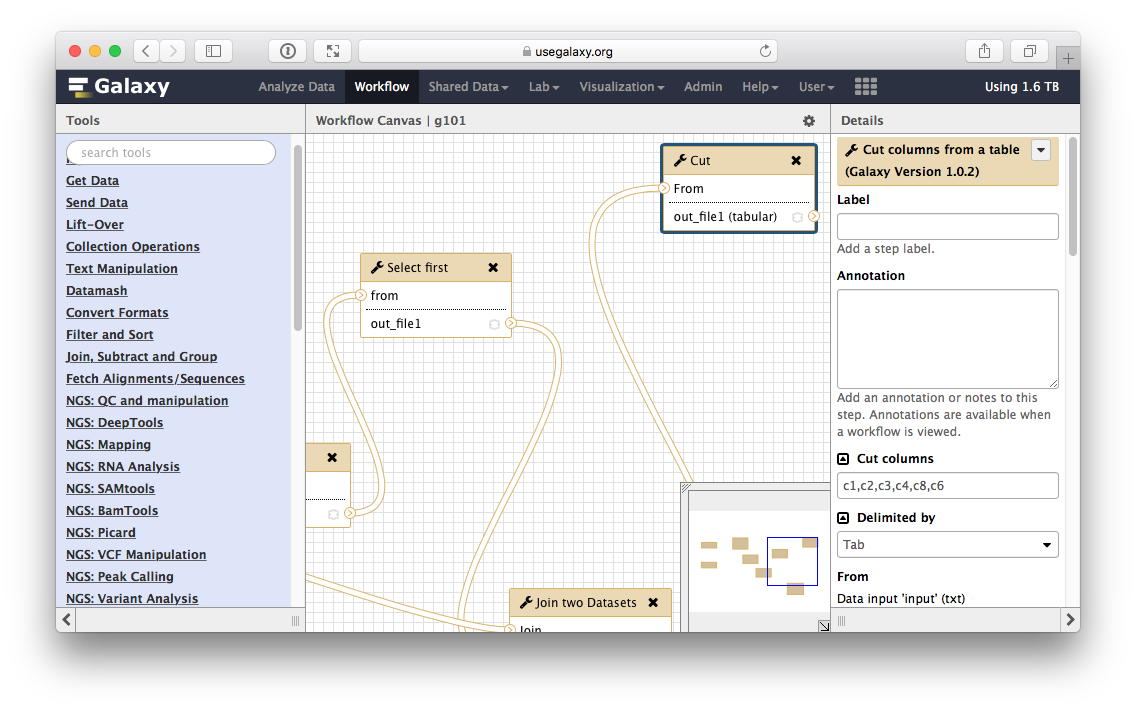 usegalaxy.org
Galaxy
Analyze Data
Workflow
Shared Data
Lab
Visualization
Admin
Help
User
Using 1.6 TB
Tools
search tools
Get Data
Send Data
Lift-Over
Collection Operations
Text Manipulation
Datamash
Convert Formats
Filter and Sort
Join, Subtract and Group
Fetch Alignments/Sequences
NGS: QC and manipulation
NGS: DeepTools
NGS: Mapping
NGS: RNA Analysis
NGS: SAMtools
NGS: BamTools
NGS: Picard
NGS: VCF Manipulation
NGS: Peak Calling
NGS: Variant Analysis
Workflow Canvas | g101
Cut
From
out_file1 (tabular)
Select first
from
out_file1
Join two Datasets
Join
Details
Cut columns from a table
(Galaxy Version 1.0.2)
Label
Add a step label.
Annotation
Add an annotation or notes to this
step. Annotations are available when
a workflow is viewed.
Cut columns
c1,c2,c3,c4,c8,c6
Delimited by
Tab
From
Data input 'input' (txt)